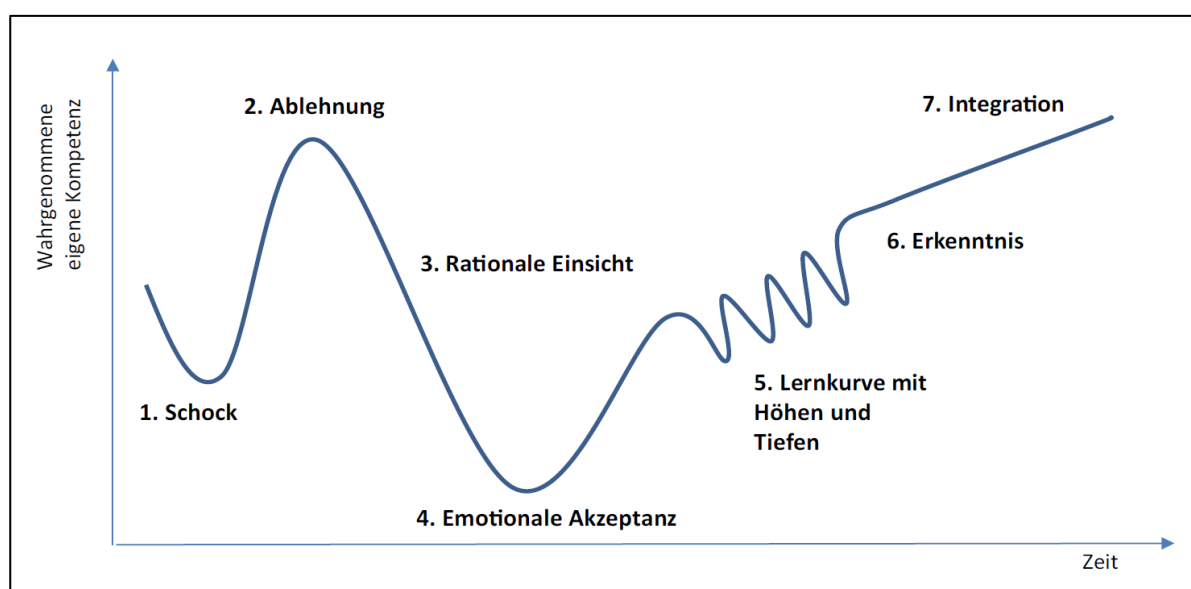 Wahrgenommene
eigene Kompetenz
2. Ablehnung
7. Integration
3. Rationale Einsicht
6. Erkenntnis
1. Schock
5. Lernkurve mit
Höhen und
Tiefen
4. Emotionale Akzeptanz
Zeit